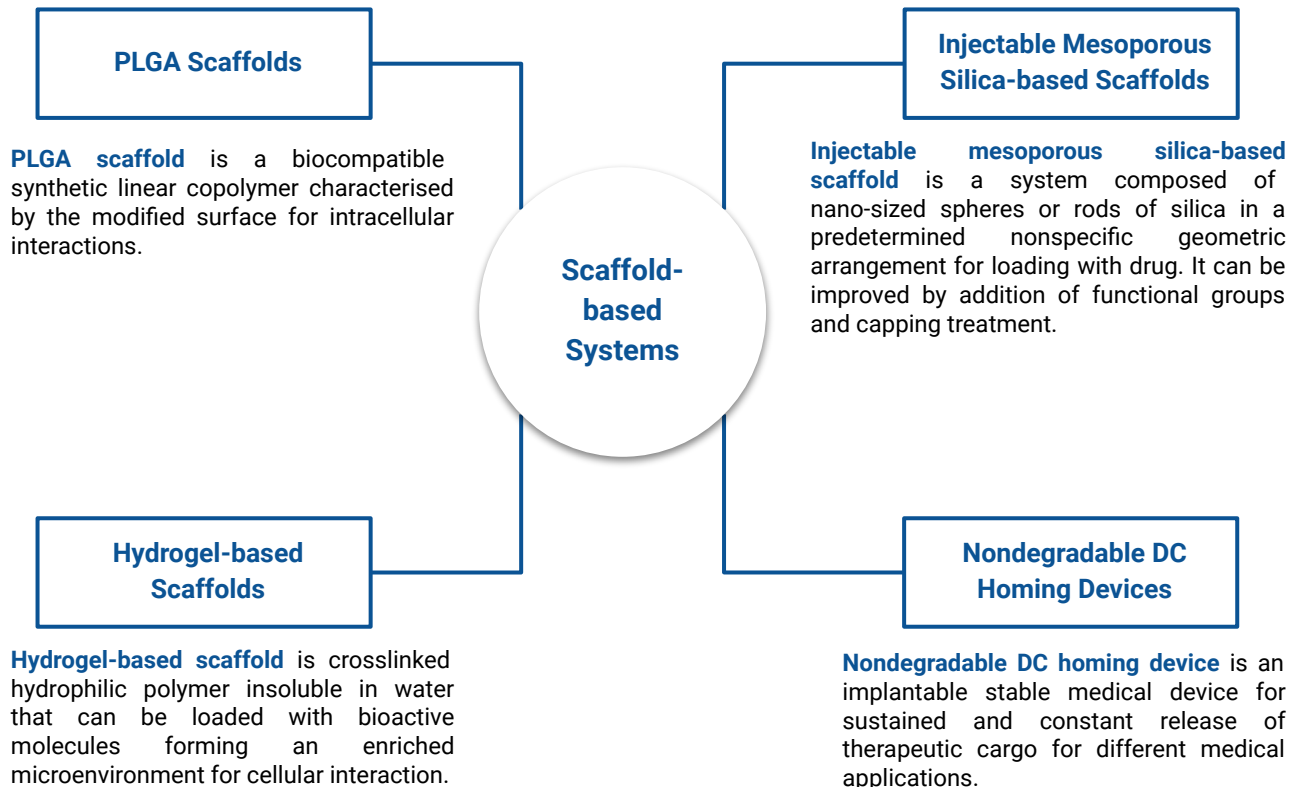 PLGA Scaffolds
PLGA scaffold is a biocompatible
synthetic linear copolymer characterised
by the modified surface for intracellular
interactions.
Injectable Mesoporous
Silica-based Scaffolds
Injectable mesoporous silica-based
scaffold is a system composed of
nano-sized spheres or rods of silica in a
predetermined nonspecific geometric
arrangement for loading with drug. It can be
improved by addition of functional groups
and capping treatment.
Scaffold-
based
Systems
Hydrogel-based
Scaffolds
Hydrogel-based scaffold is crosslinked
hydrophilic polymer insoluble in water
that can be loaded with bioactive
molecules forming an enriched
microenvironment for cellular interaction.
Nondegradable DC
Homing Devices
Nondegradable DC homing device is an
implantable stable medical device for
sustained and constant release of
therapeutic cargo for different medical
applications.